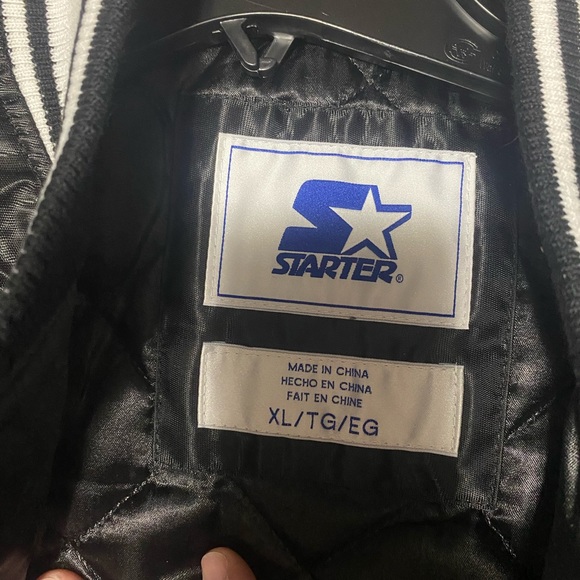 STARTER®
MADE IN CHINA
HECHO EN CHINA
FAIT EN CHINE
XL/TG/EG